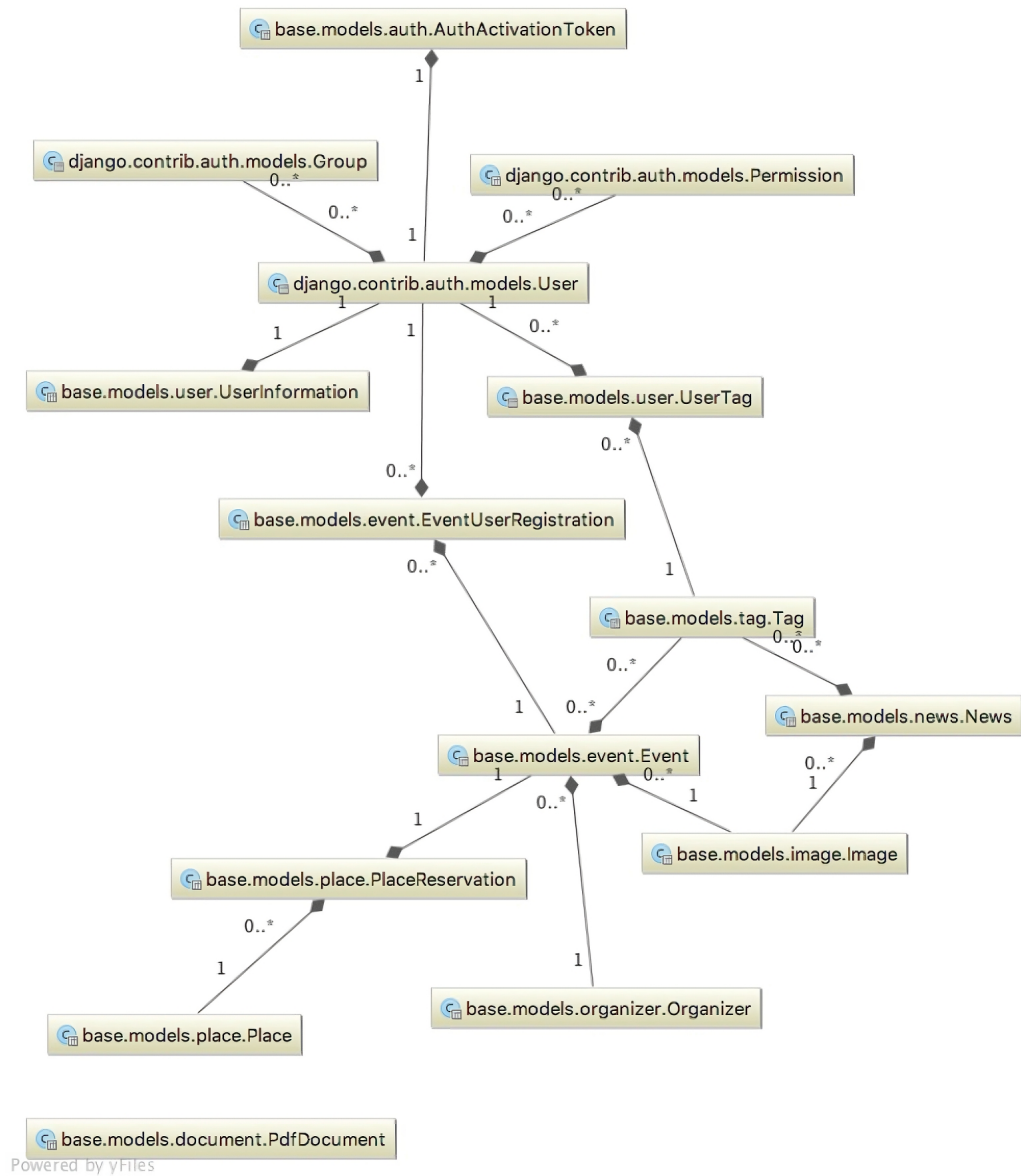 base.models.auth.AuthActivationToken
1
django.contrib.auth.models.Group
0..*
django.contrib.auth.models.Permission
0..*
0..*
0..*
1
django.contrib.auth.models.User
1
1
1
1
0..*
base.models.user.UserInformation
base.models.user.UserTag
0..*
0..*
base.models.event.EventUserRegistration
0..*
1
base.models.tag.Tag
0..*
0..*
0..*
1
0..*
base.models.news.News
base.models.event.Event
1
0..*
0..*
1
0..*
1
1
base.models.image.Image
base.models.place.PlaceReservation
0..*
1
1
base.models.organizer.Organizer
base.models.place.Place
base.models.document.PdfDocument
Powered by yFiles